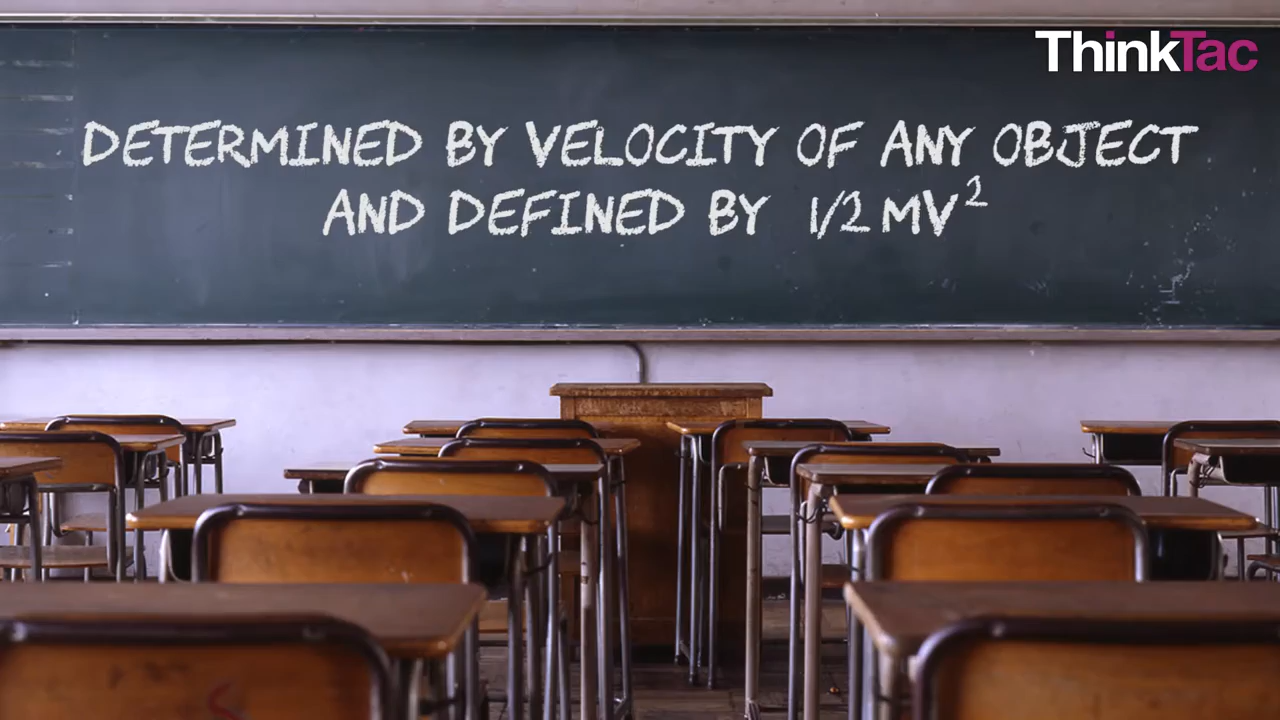 ThinkTac
DETERMINED BY VELOCITY OF ANY OBJECT
AND DEFINED BY 1/2 MV²